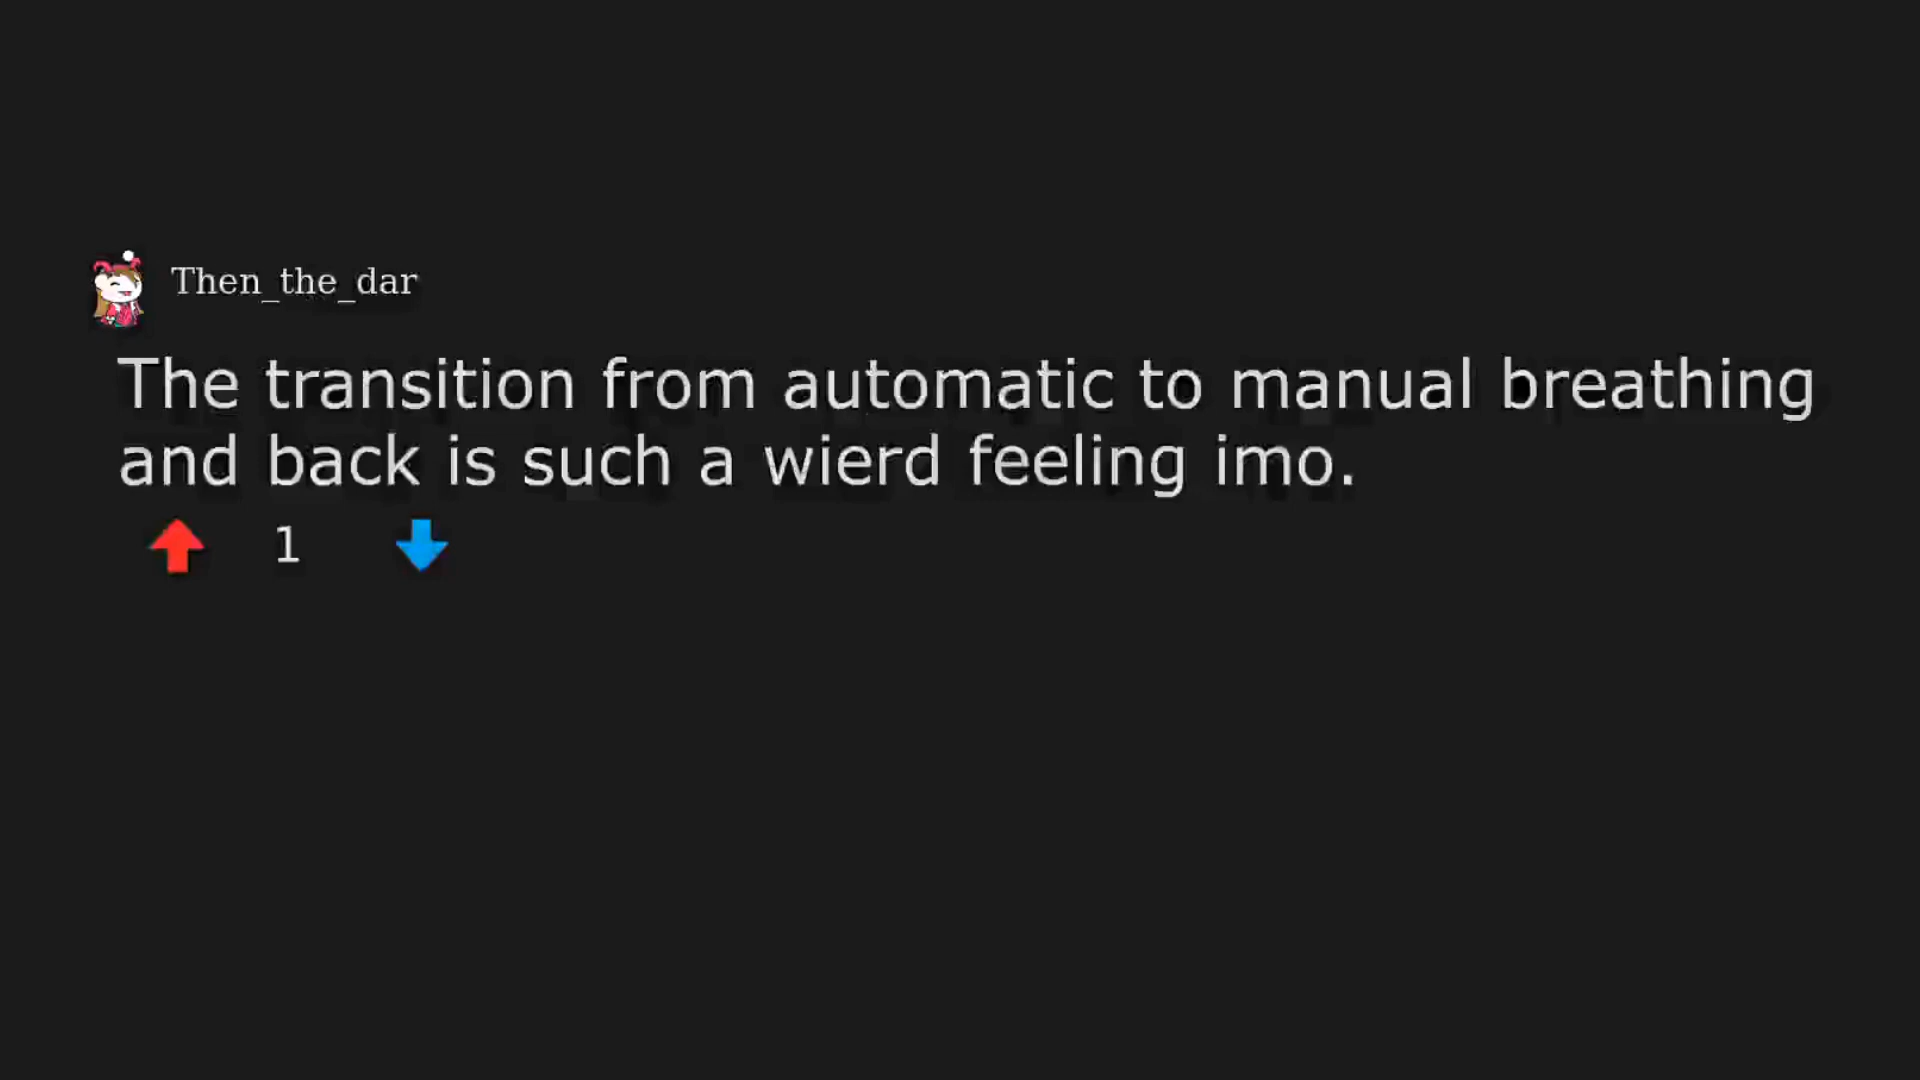 Then_the_dar
The transition from automatic to manual breathing
and back is such a wierd feeling imo.
1